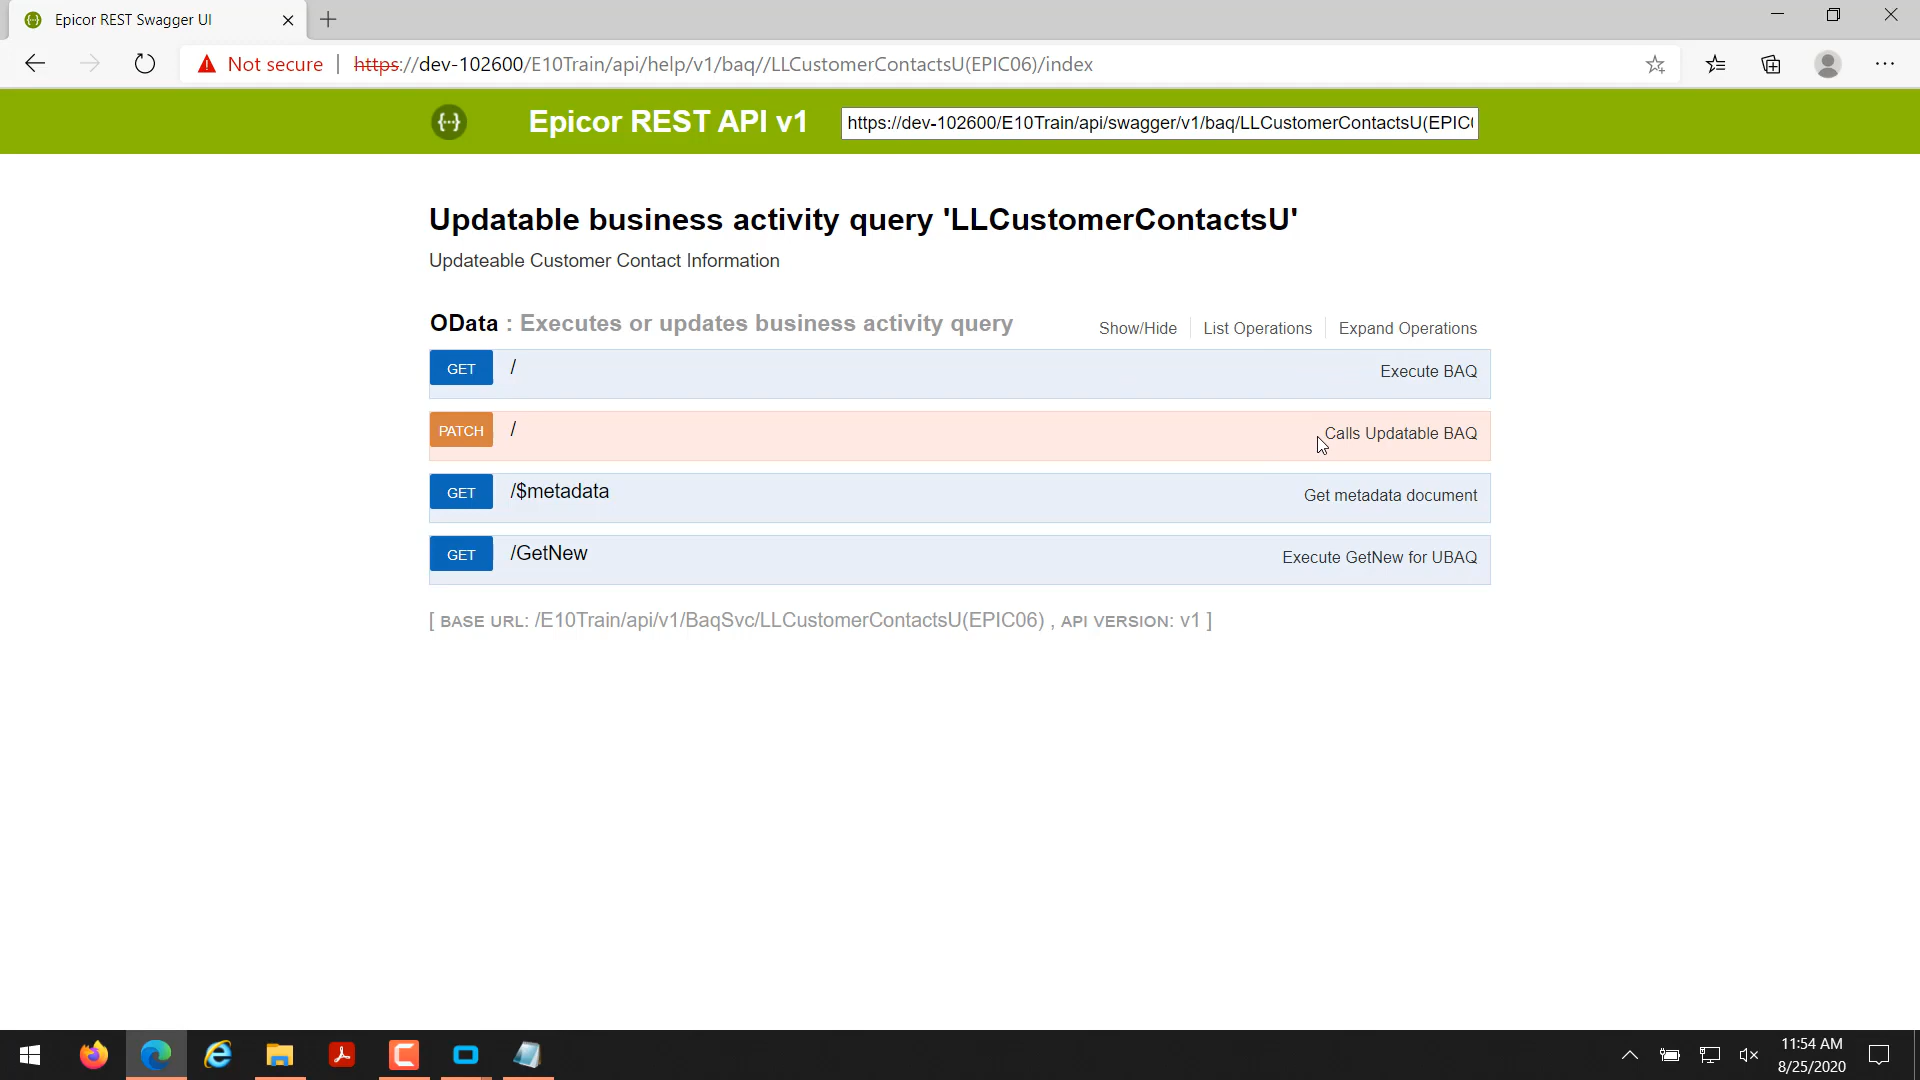 Epicor REST Swagger UI
Not secure | https://dev-102600/E10Train/api/help/v1/baq//LLCustomerContactsU(EPIC06)/index
{...} Epicor REST API v1 https://dev-102600/E10Train/api/swagger/v1/baq/LLCustomerContactsU(EPIC
Updatable business activity query 'LLCustomerContactsU'
Updateable Customer Contact Information
OData : Executes or updates business activity query Show/Hide List Operations Expand Operations
GET / Execute BAQ
PATCH / Calls Updatable BAQ
GET /$metadata Get metadata document
GET /GetNew Execute GetNew for UBAQ
[ BASE URL: /E10Train/api/v1/BaqSvc/LLCustomerContactsU(EPIC06) , API VERSION: v1 ]
11:54 AM
8/25/2020